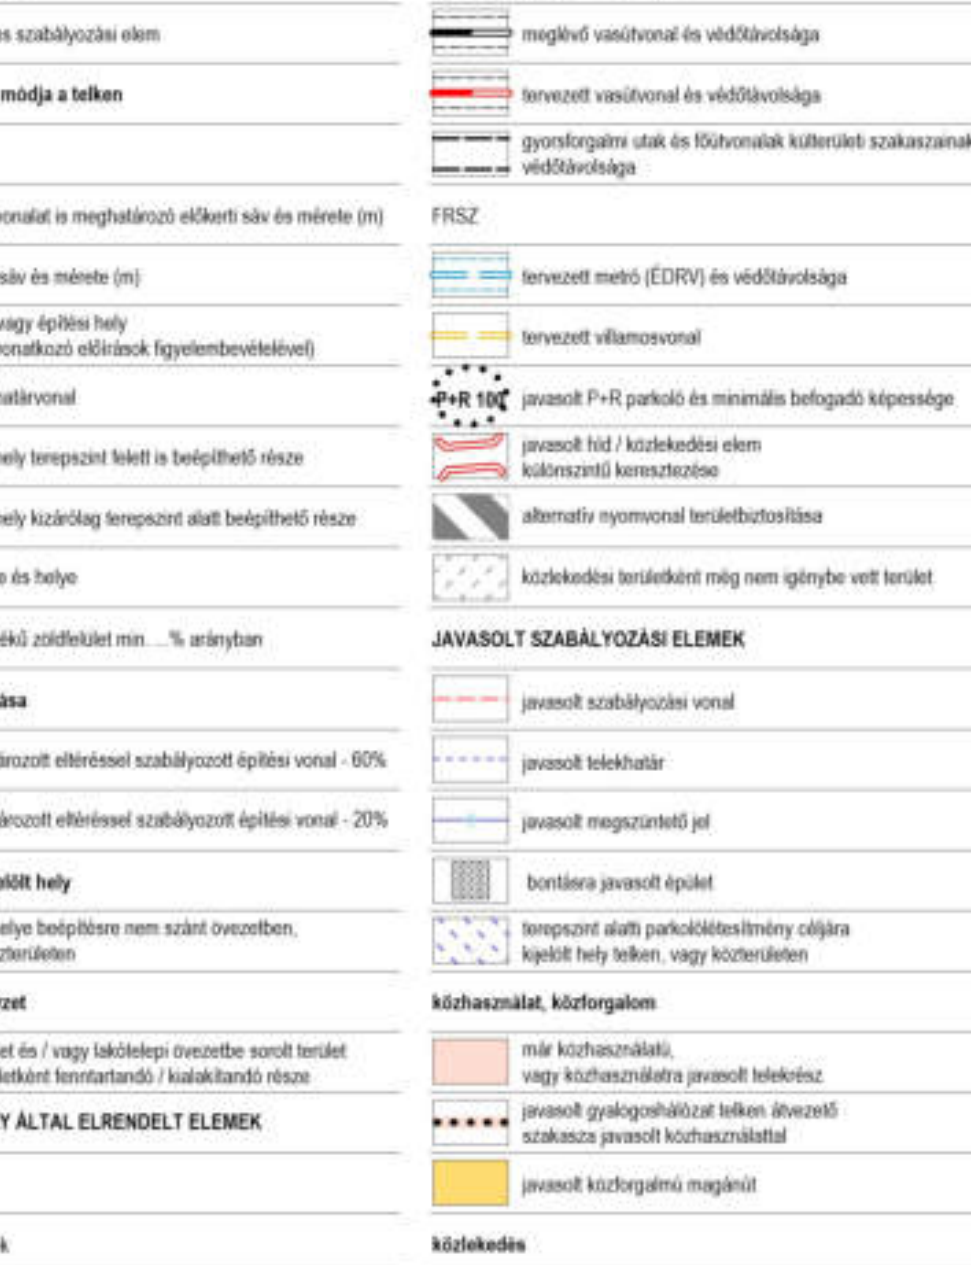 s szabályozási elem
módja a telken
onalat is meghatározó előkerti sáv és mérete (m)
sáv és mérete (m)
vagy építési hely
onatkozó előírások figyelembevételével)
határvonal
ely terepszint felett is beépíthető része
ely kizárólag terepszint alatt beépíthető része
e és helye
ékű zöldfelület min....% arányban
ása
ározott eltéréssel szabályozott építési vonal - 60%
ározott eltéréssel szabályozott építési vonal - 20%
elölt hely
elye beépítésre nem szánt övezetben,
zterületen
zet
et és / vagy lakótelepi övezetbe sorolt terület
letként fenntartandó / kialakítandó része
Y ÁLTAL ELRENDELT ELEMEK
k
meglévő vasútvonal és védőtávolsága
tervezett vasútvonal és védőtávolsága
gyorsforgalmi utak és főútvonalak külterületi szakaszainak
védőtávolsága
FRSZ
tervezett metró (ÉDRV) és védőtávolsága
tervezett villamosvonal
P+R 100 javasolt P+R parkoló és minimális befogadó képessége
javasolt híd / közlekedési elem
különszintű keresztezése
alternatív nyomvonal területbiztosítása
közlekedési területként még nem igénybe vett terület
JAVASOLT SZABÁLYOZÁSI ELEMEK
javasolt szabályozási vonal
javasolt telekhatár
javasolt megszüntető jel
bontásra javasolt épület
terepszint alatti parkolólétesítmény céljára
kijelölt hely telken, vagy közterületen
közhasználat, közforgalom
már közhasználatú,
vagy közhasználatra javasolt telekrész
javasolt gyalogoshálózat telken átvezető
szakasza javasolt közhasználattal
javasolt közforgalmú magánút
közlekedés